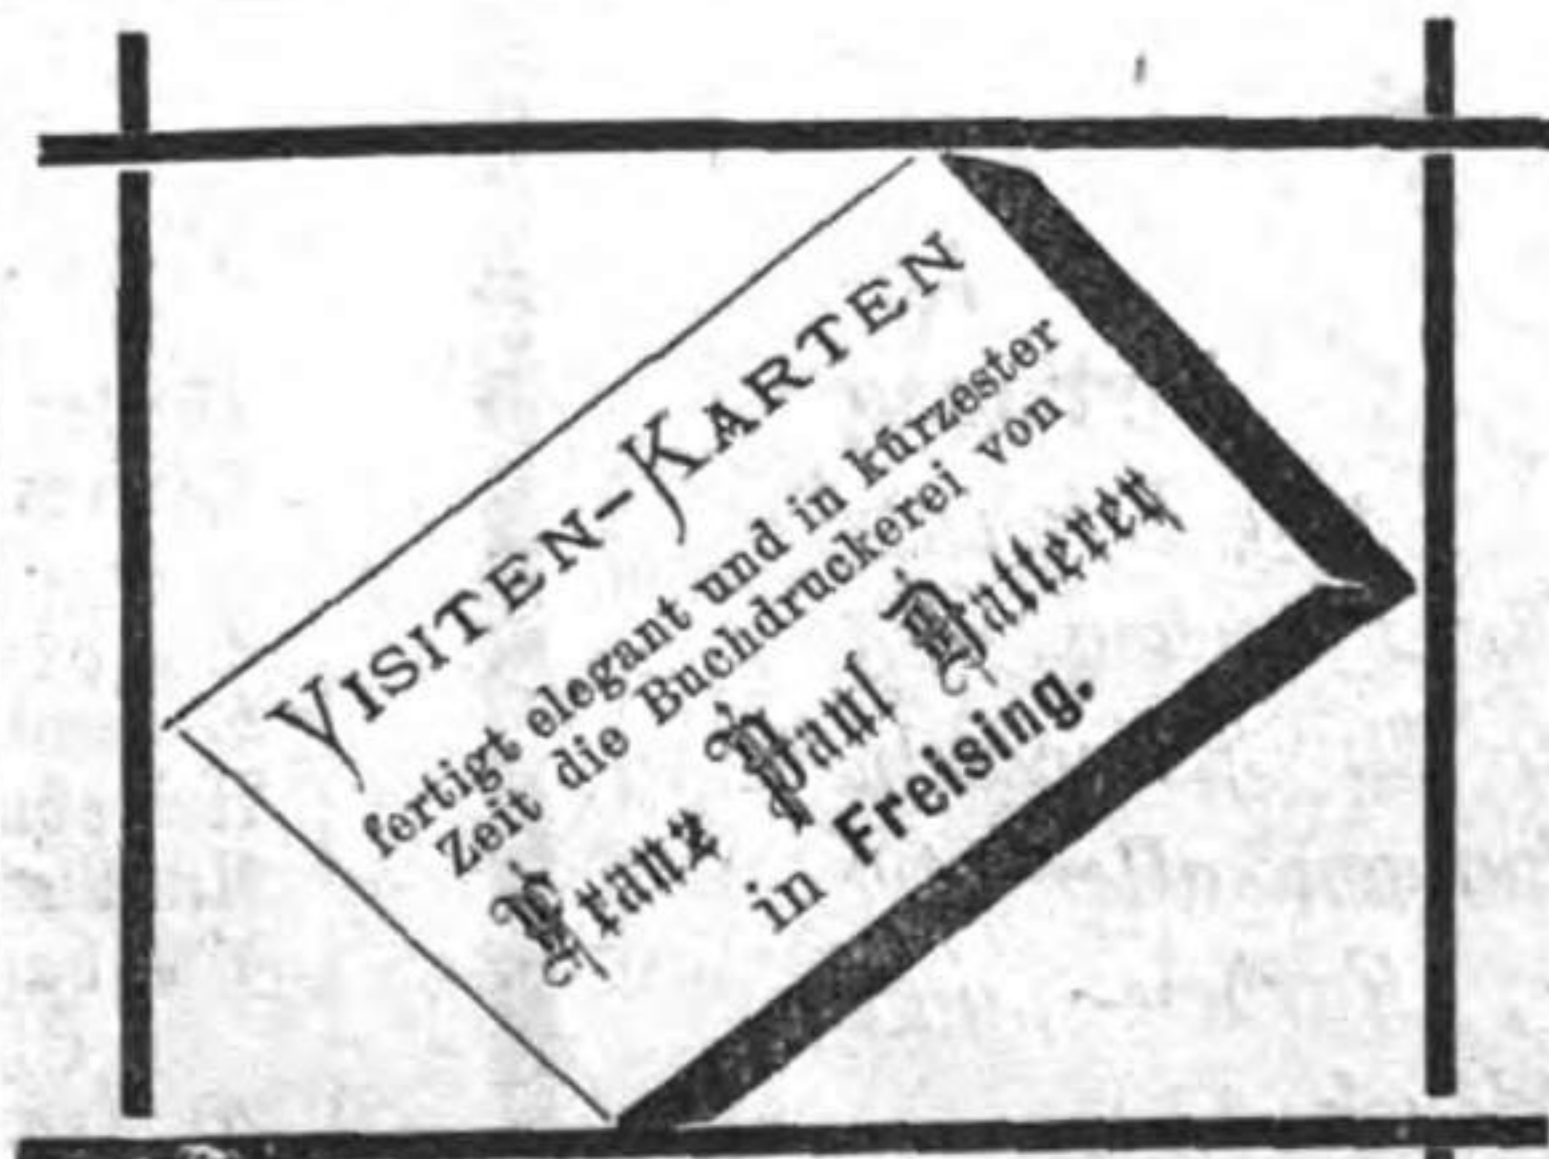 VISITEN-KARTEN
fertigt elegant und in kürzester
Zeit die Buchdruckerei von
Franz Paul Datterer
in Freising.